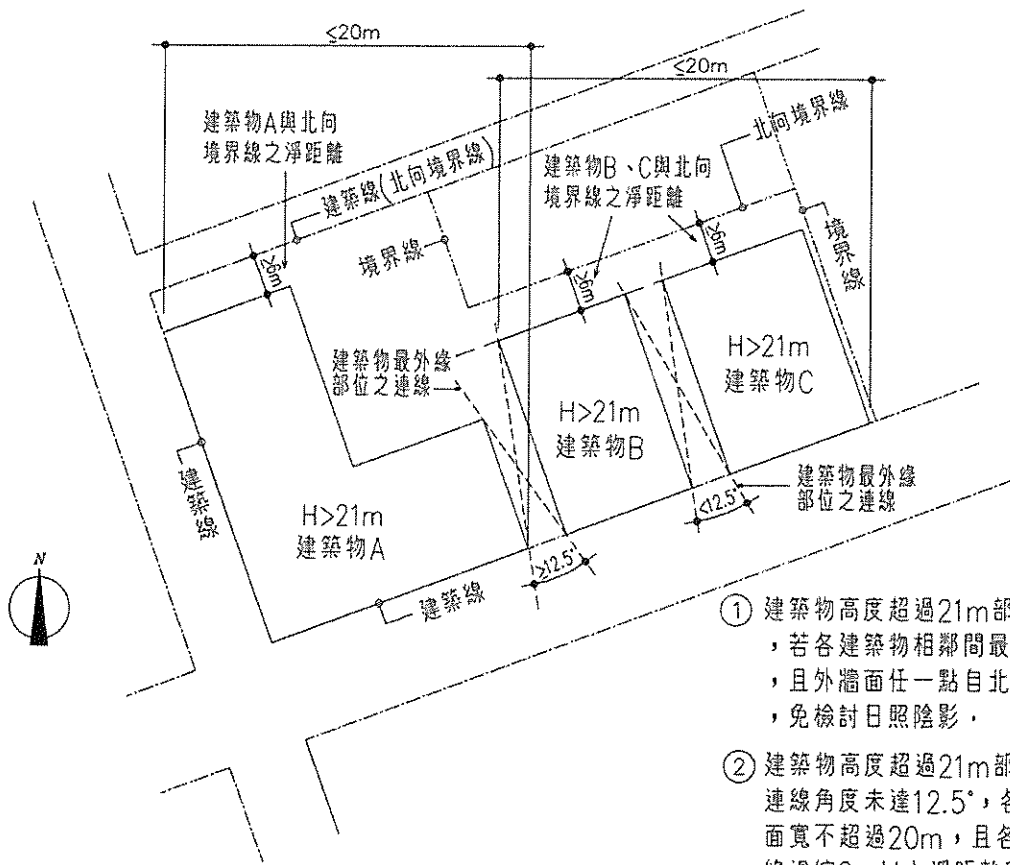 ≤20m
≤20m
建築物A與北向
境界線之淨距離
建築線(北向境界線)
建築物B、C與北向
境界線之淨距離
北向境界線
境界線
境界線
≥6m
≥6m
≥6m
建築物最外緣
部位之連線
H>21m
建築物C
H>21m
建築物B
建築線
H>21m
建築物A
建築物最外緣
部位之連線
<12.5°
≥12.5°
建築線
N
① 建築物高度超過21m部
，若各建築物相鄰間最
，且外牆面任一點自北
，免檢討日照陰影．
② 建築物高度超過21m部
連線角度未達12.5°，各
面寬不超過20m，且各